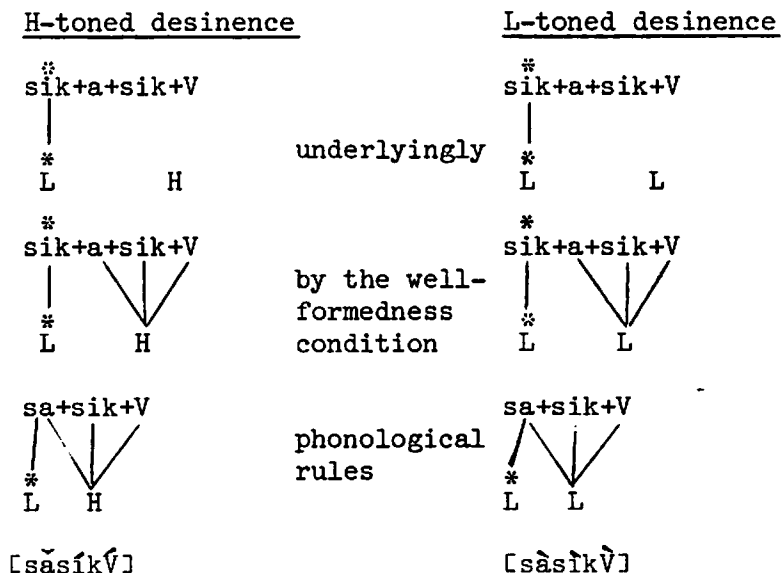 H-toned desinence L-toned desinence
* *
sik+a+sik+V sik+a+sik+V
underlyingly
* *
L H L L
* *
sik+a+sik+V sik+a+sik+V
by the well-
formedness
condition
* *
L H L L
sa+sik+V sa+sik+V
phonological
rules
* *
L H L L
[sǎsíkV́] [sàsìkV̀]